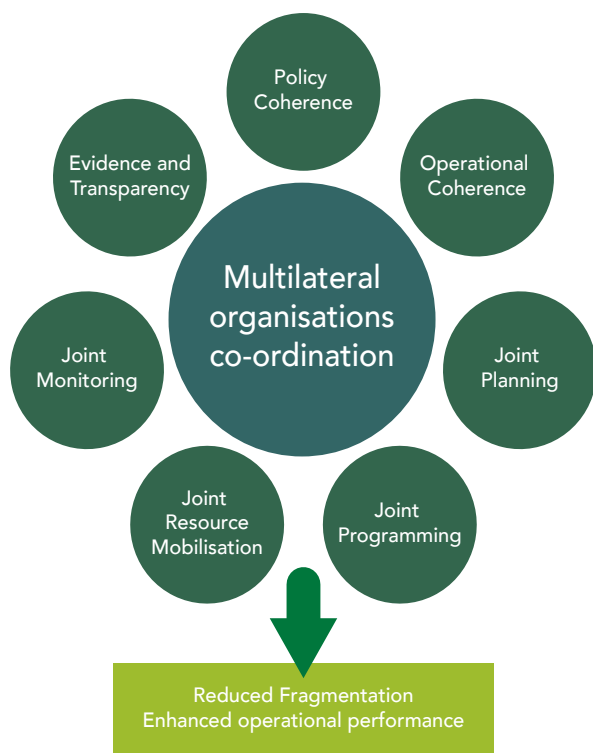 Policy
Coherence
Evidence and
Transparency
Operational
Coherence
Multilateral
organisations
co-ordination
Joint
Monitoring
Joint
Planning
Joint
Resource
Mobilisation
Joint
Programming
Reduced Fragmentation
Enhanced operational performance